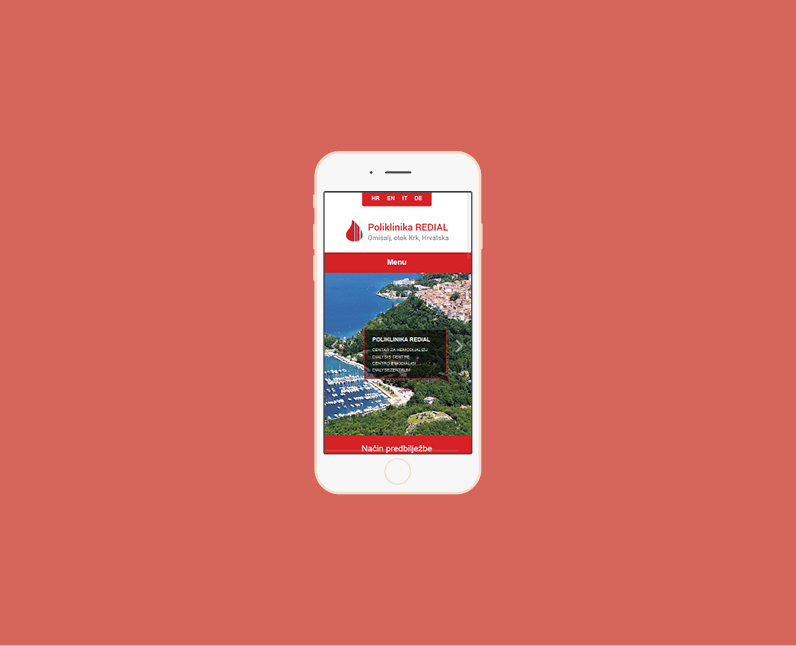 HR EN IT DE
Poliklinika REDIAL
Omišalj, otok Krk, Hrvatska
Menu
POLIKLINIKA REDIAL
CENTAR ZA HEMODIJALIZU
DIALYSIS CENTRE
CENTRO EMODIALISI
DIALYSEZENTRUM
Način predbilježbe